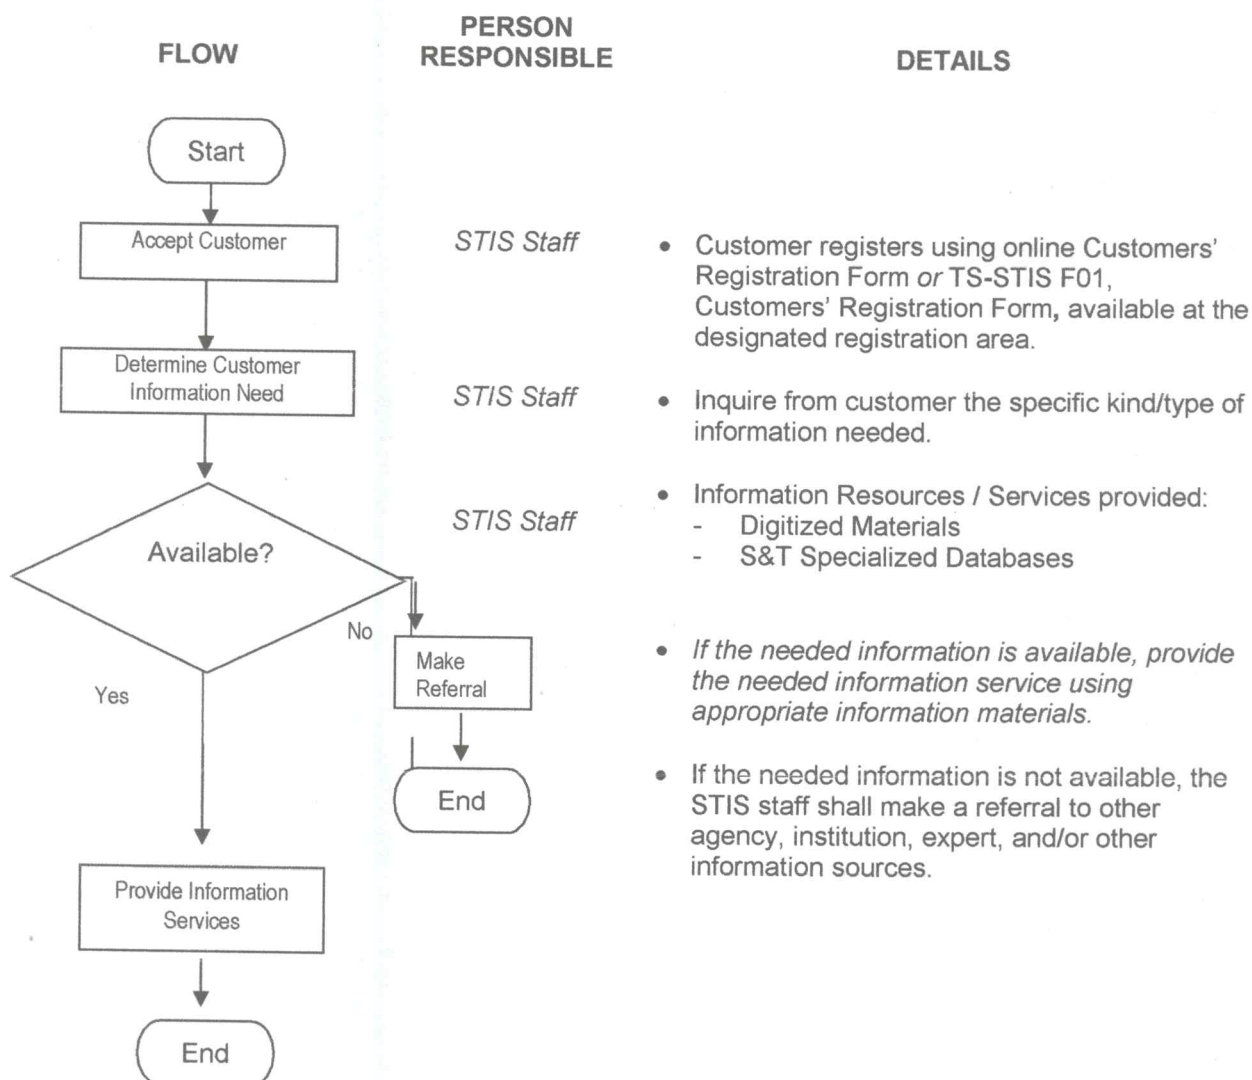 FLOW
PERSON
RESPONSIBLE
DETAILS
Start
Accept Customer
STIS Staff
• Customer registers using online Customers'
Registration Form or TS-STIS F01,
Customers' Registration Form, available at the
designated registration area.
Determine Customer
Information Need
STIS Staff
• Inquire from customer the specific kind/type of
information needed.
Available?
STIS Staff
• Information Resources / Services provided:
- Digitized Materials
- S&T Specialized Databases
No
Make
Referral
Yes
• If the needed information is available, provide
the needed information service using
appropriate information materials.
End
• If the needed information is not available, the
STIS staff shall make a referral to other
agency, institution, expert, and/or other
information sources.
Provide Information
Services
End